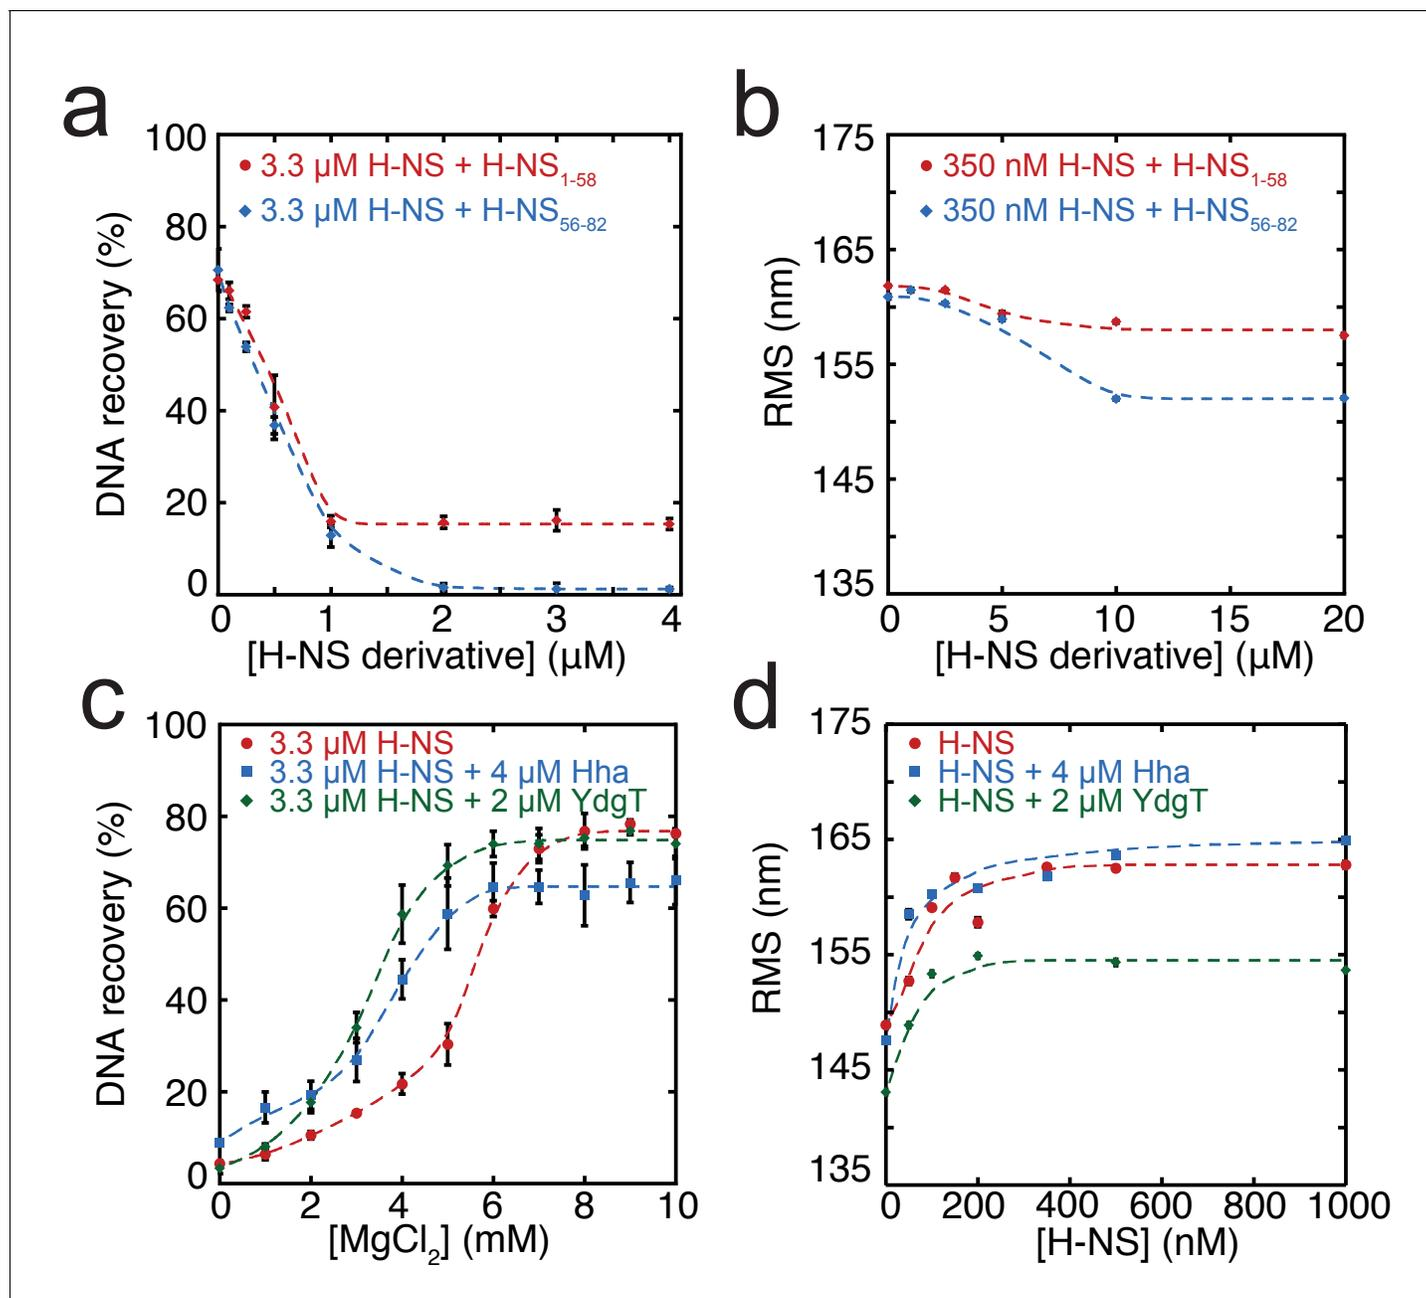 a
100
80
60
40
20
0
DNA recovery (%)
3.3 µM H-NS + H-NS1-58
3.3 µM H-NS + H-NS56-82
0 1 2 3 4
[H-NS derivative] (µM)
b
175
165
155
145
135
RMS (nm)
350 nM H-NS + H-NS1-58
350 nM H-NS + H-NS56-82
0 5 10 15 20
[H-NS derivative] (µM)
c
100
80
60
40
20
0
DNA recovery (%)
3.3 µM H-NS
3.3 µM H-NS + 4 µM Hha
3.3 µM H-NS + 2 µM YdgT
0 2 4 6 8 10
[MgCl2] (mM)
d
175
165
155
145
135
RMS (nm)
H-NS
H-NS + 4 µM Hha
H-NS + 2 µM YdgT
0 200 400 600 800 1000
[H-NS] (nM)